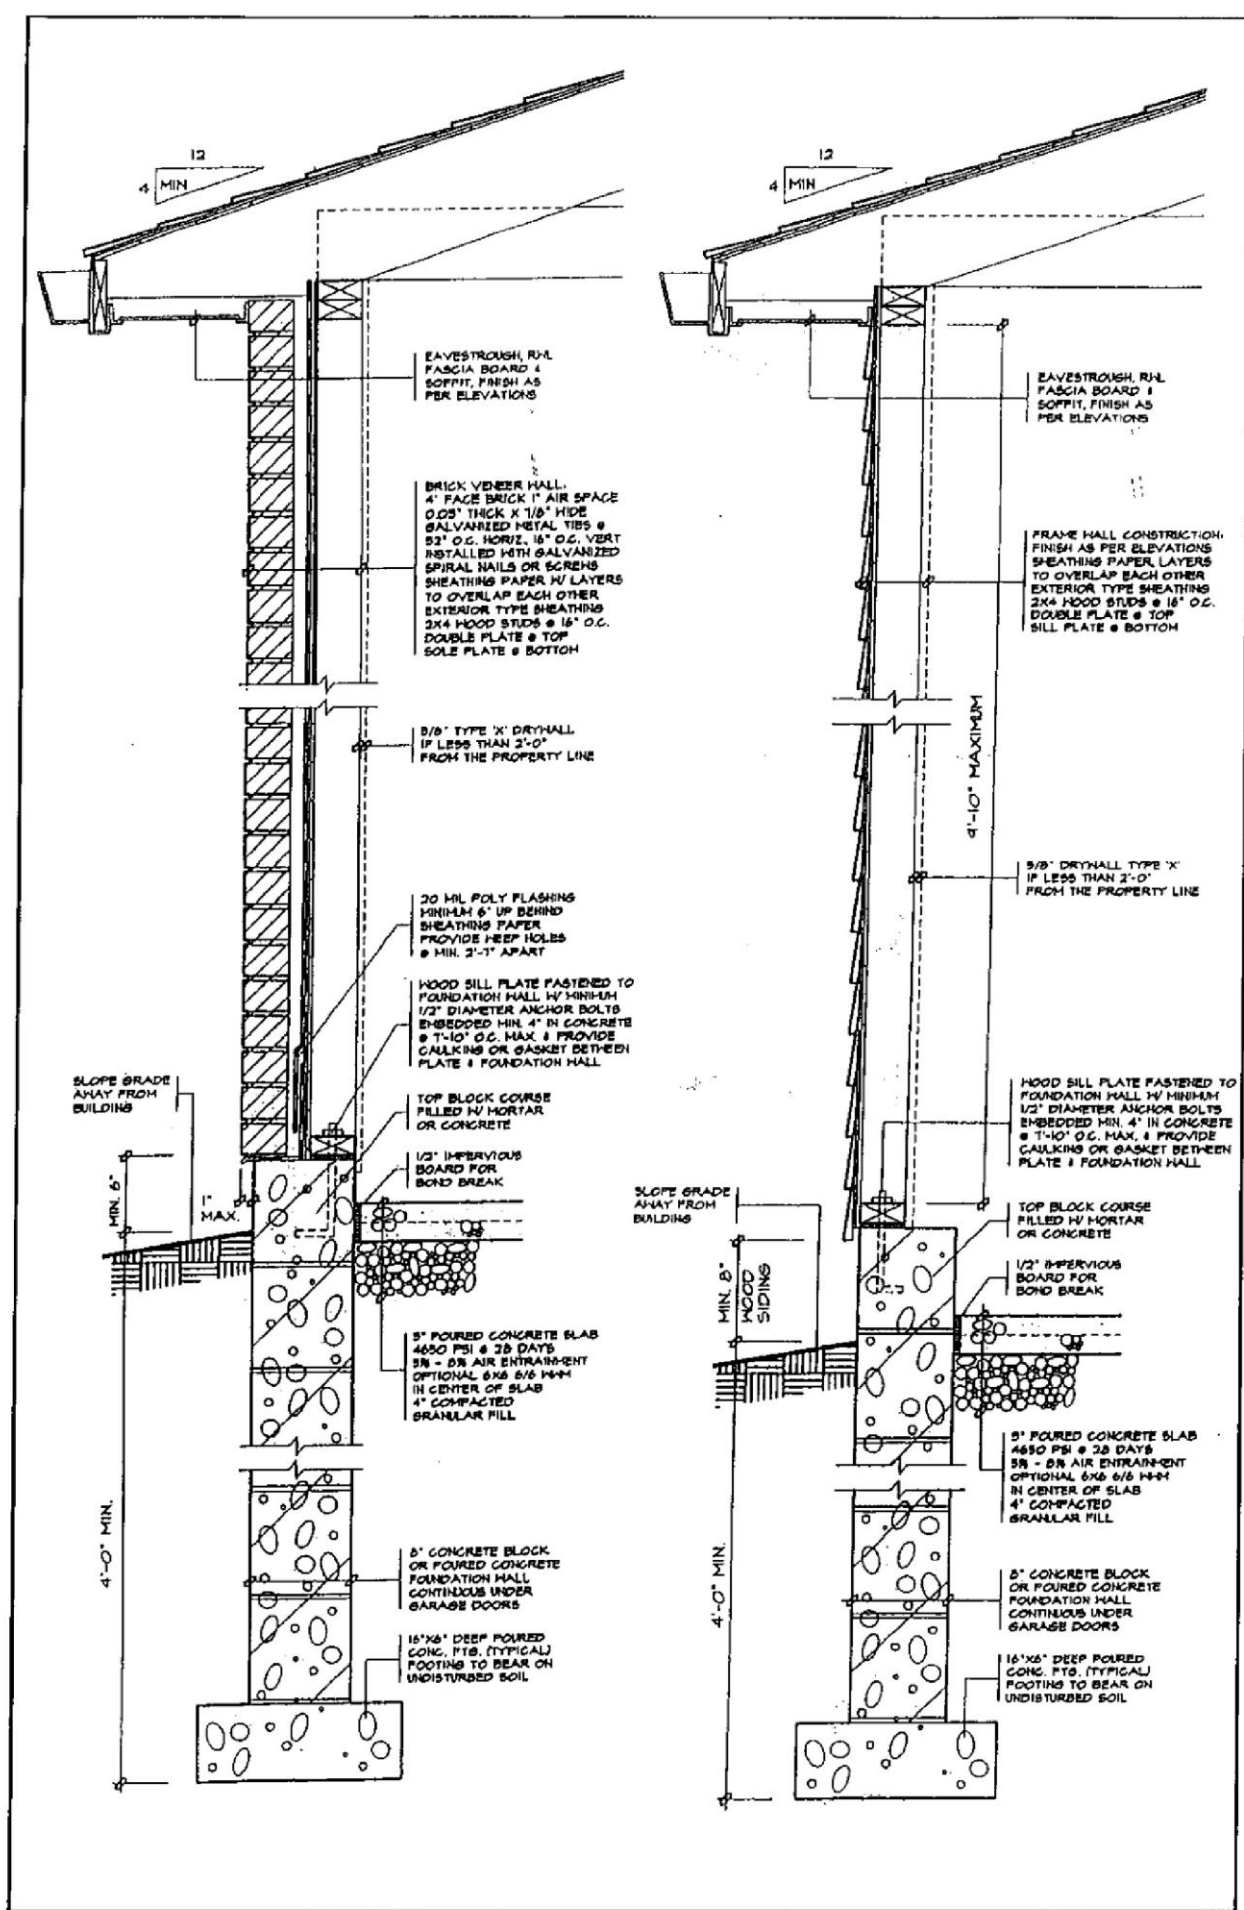 12
4 MIN
EAVESTROUGH, RWL
FASCIA BOARD &
SOFFIT, FINISH AS
PER ELEVATIONS
BRICK VENEER WALL:
4" FACE BRICK 1" AIR SPACE
0.03" THICK X 7/8" WIDE
GALVANIZED METAL TIES @
32" O.C. HORIZ., 16" O.C. VERT
INSTALLED WITH GALVANIZED
SPIRAL NAILS OR SCREWS
SHEATHING PAPER W/ LAYERS
TO OVERLAP EACH OTHER
EXTERIOR TYPE SHEATHING
2X4 WOOD STUDS @ 16" O.C.
DOUBLE PLATE @ TOP
SOLE PLATE @ BOTTOM
5/8" TYPE 'X' DRYWALL
IF LESS THAN 2'-0"
FROM THE PROPERTY LINE
20 MIL POLY FLASHING
MINIMUM 6" UP BEHIND
SHEATHING PAPER
PROVIDE WEEP HOLES
@ MIN. 2'-7" APART
WOOD SILL PLATE FASTENED TO
FOUNDATION WALL W/ MINIMUM
1/2" DIAMETER ANCHOR BOLTS
EMBEDDED MIN. 4" IN CONCRETE
@ 7'-10" O.C. MAX. & PROVIDE
CAULKING OR GASKET BETWEEN
PLATE & FOUNDATION WALL
SLOPE GRADE
AWAY FROM
BUILDING
TOP BLOCK COURSE
FILLED W/ MORTAR
OR CONCRETE
1/2" IMPERVIOUS
BOARD FOR
BOND BREAK
MIN. 6"
1"
MAX.
5" POURED CONCRETE SLAB
4650 PSI @ 28 DAYS
5% - 8% AIR ENTRAINMENT
OPTIONAL 6X6 6/6 WWM
IN CENTER OF SLAB
4" COMPACTED
GRANULAR FILL
4'-0" MIN.
8" CONCRETE BLOCK
OR POURED CONCRETE
FOUNDATION WALL
CONTINUOUS UNDER
GARAGE DOORS
16"X6" DEEP POURED
CONC. FTG. (TYPICAL)
FOOTING TO BEAR ON
UNDISTURBED SOIL
12
4 MIN
EAVESTROUGH, RWL
FASCIA BOARD &
SOFFIT, FINISH AS
PER ELEVATIONS
FRAME WALL CONSTRUCTION:
FINISH AS PER ELEVATIONS
SHEATHING PAPER, LAYERS
TO OVERLAP EACH OTHER
EXTERIOR TYPE SHEATHING
2X4 WOOD STUDS @ 16" O.C.
DOUBLE PLATE @ TOP
SILL PLATE @ BOTTOM
9'-10" MAXIMUM
5/8" DRYWALL TYPE 'X'
IF LESS THAN 2'-0"
FROM THE PROPERTY LINE
WOOD SILL PLATE FASTENED TO
FOUNDATION WALL W/ MINIMUM
1/2" DIAMETER ANCHOR BOLTS
EMBEDDED MIN. 4" IN CONCRETE
@ 7'-10" O.C. MAX. & PROVIDE
CAULKING OR GASKET BETWEEN
PLATE & FOUNDATION WALL
SLOPE GRADE
AWAY FROM
BUILDING
TOP BLOCK COURSE
FILLED W/ MORTAR
OR CONCRETE
1/2" IMPERVIOUS
BOARD FOR
BOND BREAK
MIN. 8"
WOOD
SIDING
5" POURED CONCRETE SLAB
4650 PSI @ 28 DAYS
5% - 8% AIR ENTRAINMENT
OPTIONAL 6X6 6/6 WWM
IN CENTER OF SLAB
4" COMPACTED
GRANULAR FILL
4'-0" MIN.
8" CONCRETE BLOCK
OR POURED CONCRETE
FOUNDATION WALL
CONTINUOUS UNDER
GARAGE DOORS
16"X6" DEEP POURED
CONC. FTG. (TYPICAL)
FOOTING TO BEAR ON
UNDISTURBED SOIL